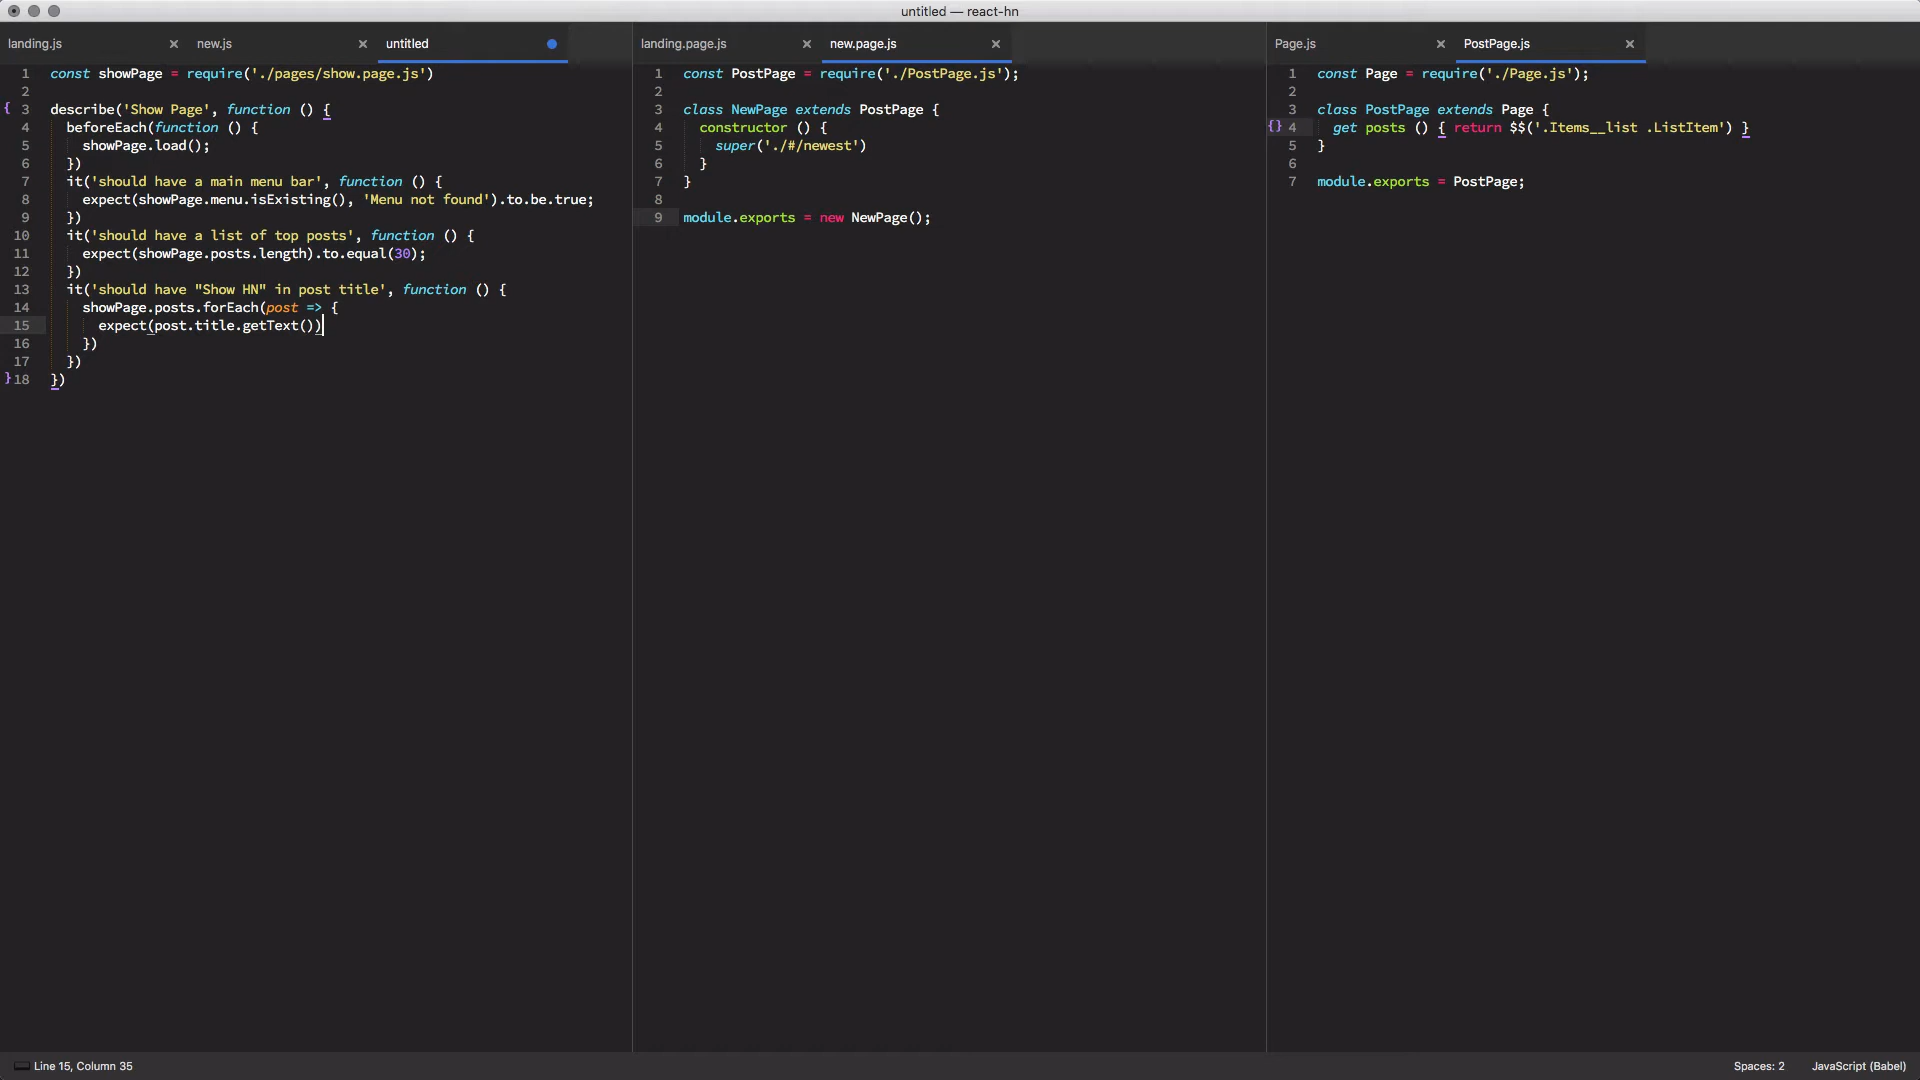 untitled — react-hn
landing.js
new.js
untitled
1 const showPage = require('./pages/show.page.js')
2
3 describe('Show Page', function () {
4 beforeEach(function () {
5 showPage.load();
6 })
7 it('should have a main menu bar', function () {
8 expect(showPage.menu.isExisting(), 'Menu not found').to.be.true;
9 })
10 it('should have a list of top posts', function () {
11 expect(showPage.posts.length).to.equal(30);
12 })
13 it('should have "Show HN" in post title', function () {
14 showPage.posts.forEach(post => {
15 expect(post.title.getText())
16 })
17 })
18 })
landing.page.js
new.page.js
1 const PostPage = require('./PostPage.js');
2
3 class NewPage extends PostPage {
4 constructor () {
5 super('./#/newest')
6 }
7 }
8
9 module.exports = new NewPage();
Page.js
PostPage.js
1 const Page = require('./Page.js');
2
3 class PostPage extends Page {
4 get posts () { return $$('.Items__list .ListItem') }
5 }
6
7 module.exports = PostPage;
Line 15, Column 35
Spaces: 2
JavaScript (Babel)